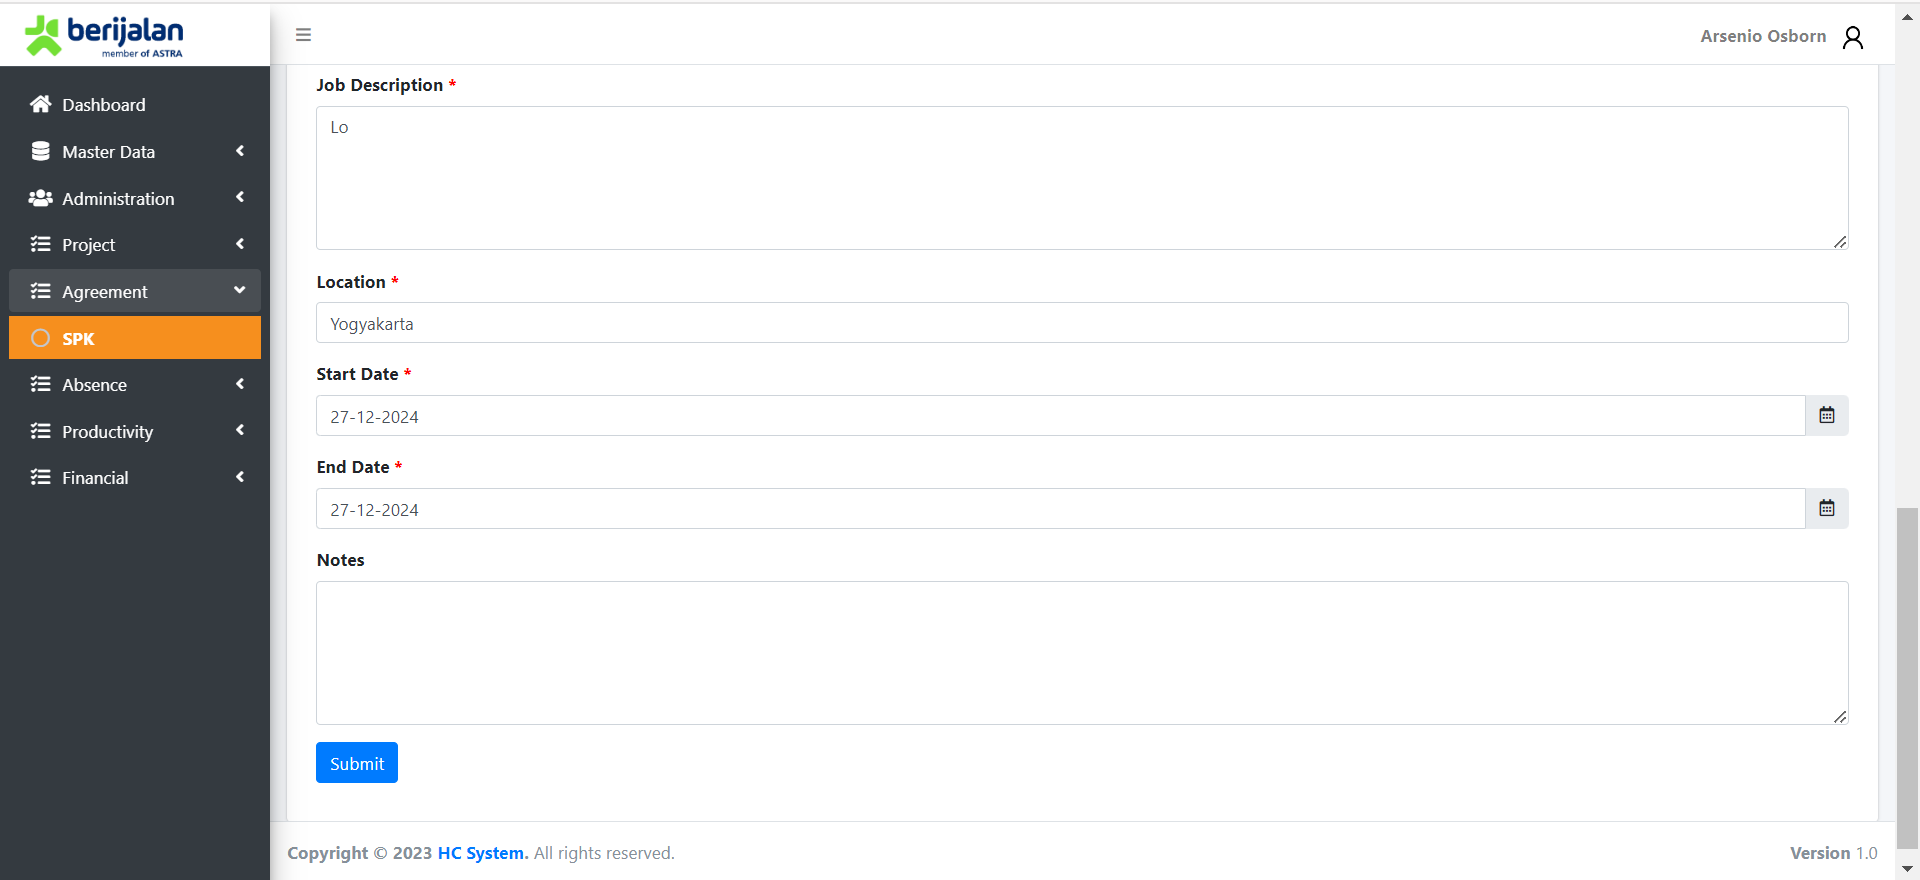 berijalan
member of ASTRA
Arsenio Osborn
Dashboard
Master Data
Administration
Project
Agreement
SPK
Absence
Productivity
Financial
Job Description *
Lo
Location *
Yogyakarta
Start Date *
27-12-2024
End Date *
27-12-2024
Notes
Submit
Copyright © 2023 HC System. All rights reserved.
Version 1.0